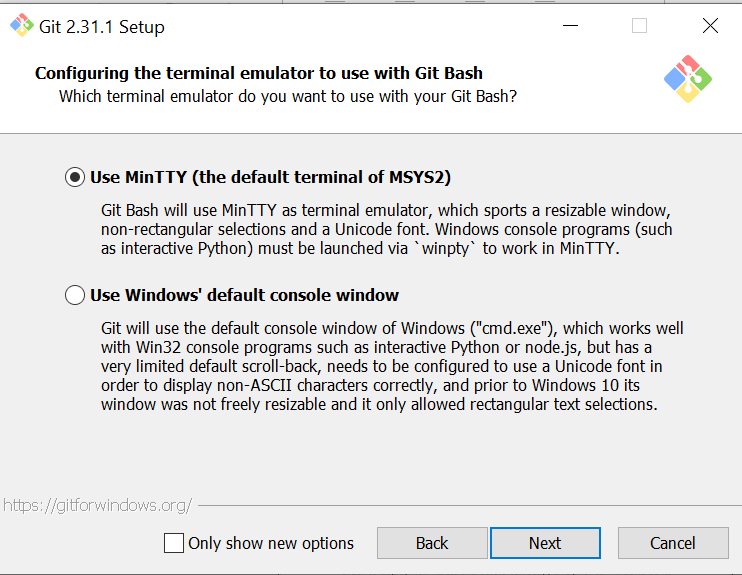 Git 2.31.1 Setup
Configuring the terminal emulator to use with Git Bash
Which terminal emulator do you want to use with your Git Bash?
Use MinTTY (the default terminal of MSYS2)
Git Bash will use MinTTY as terminal emulator, which sports a resizable window,
non-rectangular selections and a Unicode font. Windows console programs (such
as interactive Python) must be launched via `winpty` to work in MinTTY.
Use Windows' default console window
Git will use the default console window of Windows ("cmd.exe"), which works well
with Win32 console programs such as interactive Python or node.js, but has a
very limited default scroll-back, needs to be configured to use a Unicode font in
order to display non-ASCII characters correctly, and prior to Windows 10 its
window was not freely resizable and it only allowed rectangular text selections.
https://gitforwindows.org/
Only show new options
Back
Next
Cancel